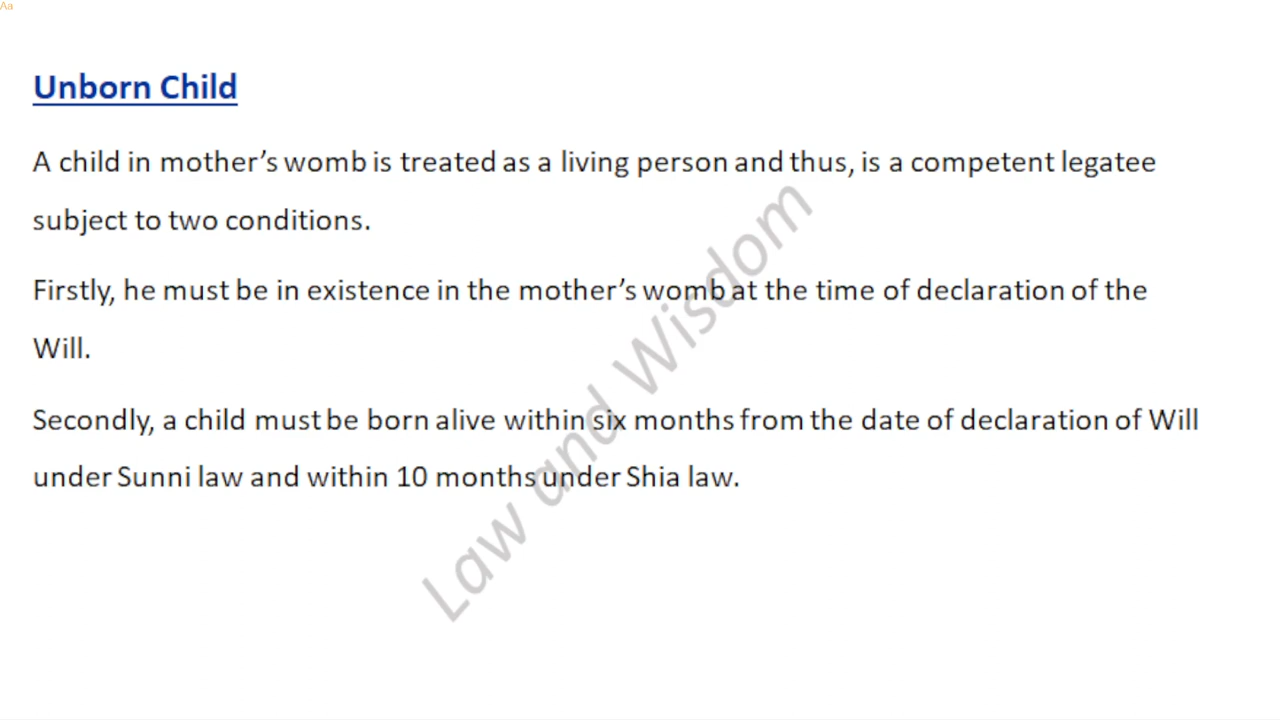 Aa
Unborn Child
A child in mother’s womb is treated as a living person and thus, is a competent legatee
subject to two conditions.
Firstly, he must be in existence in the mother’s womb at the time of declaration of the
Will.
Secondly, a child must be born alive within six months from the date of declaration of Will
under Sunni law and within 10 months under Shia law.
Law and Wisdom